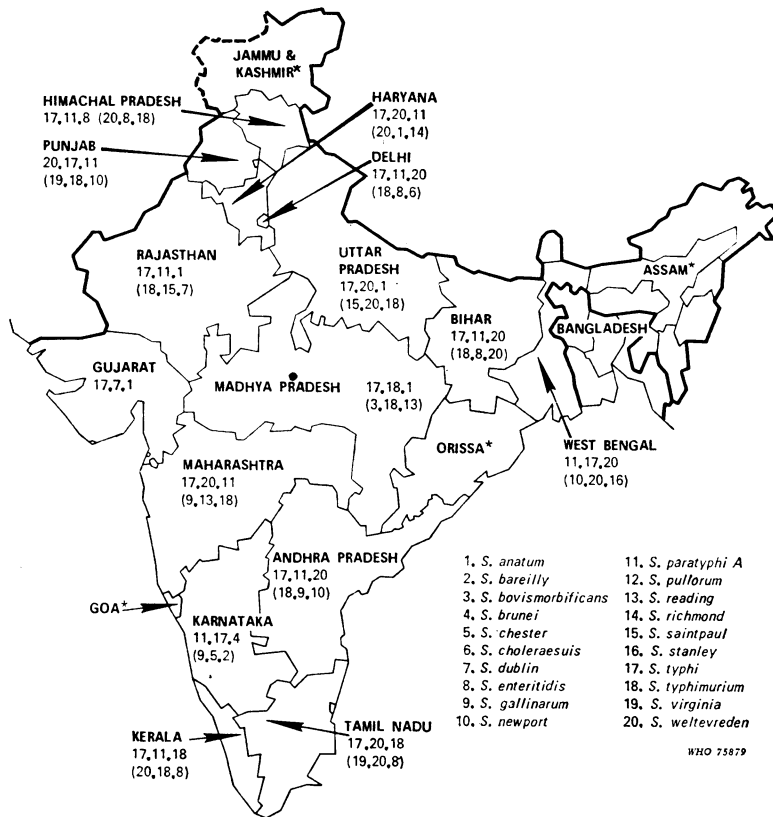 JAMMU &
KASHMIR*
HIMACHAL PRADESH
17,11,8 (20,8,18)
HARYANA
17,20,11
(20,1,14)
PUNJAB
20,17,11
(19,18,10)
DELHI
17,11,20
(18,8,6)
RAJASTHAN
17,11,1
(18,15,7)
UTTAR
PRADESH
17,20,1
(15,20,18)
ASSAM*
BIHAR
17,11,20
(18,8,20)
BANGLADESH
GUJARAT
17,7,1
MADHYA PRADESH
17,18,1
(3,18,13)
WEST BENGAL
11,17,20
(10,20,16)
ORISSA*
MAHARASHTRA
17,20,11
(9,13,18)
ANDHRA PRADESH
17,11,20
(18,9,10)
GOA*
KARNATAKA
11,17,4
(9,5,2)
KERALA
17,11,18
(20,18,8)
TAMIL NADU
17,20,18
(19,20,8)
1. S. anatum
2. S. bareilly
3. S. bovismorbificans
4. S. brunei
5. S. chester
6. S. choleraesuis
7. S. dublin
8. S. enteritidis
9. S. gallinarum
10. S. newport
11. S. paratyphi A
12. S. pullorum
13. S. reading
14. S. richmond
15. S. saintpaul
16. S. stanley
17. S. typhi
18. S. typhimurium
19. S. virginia
20. S. weltevreden
WHO 75879